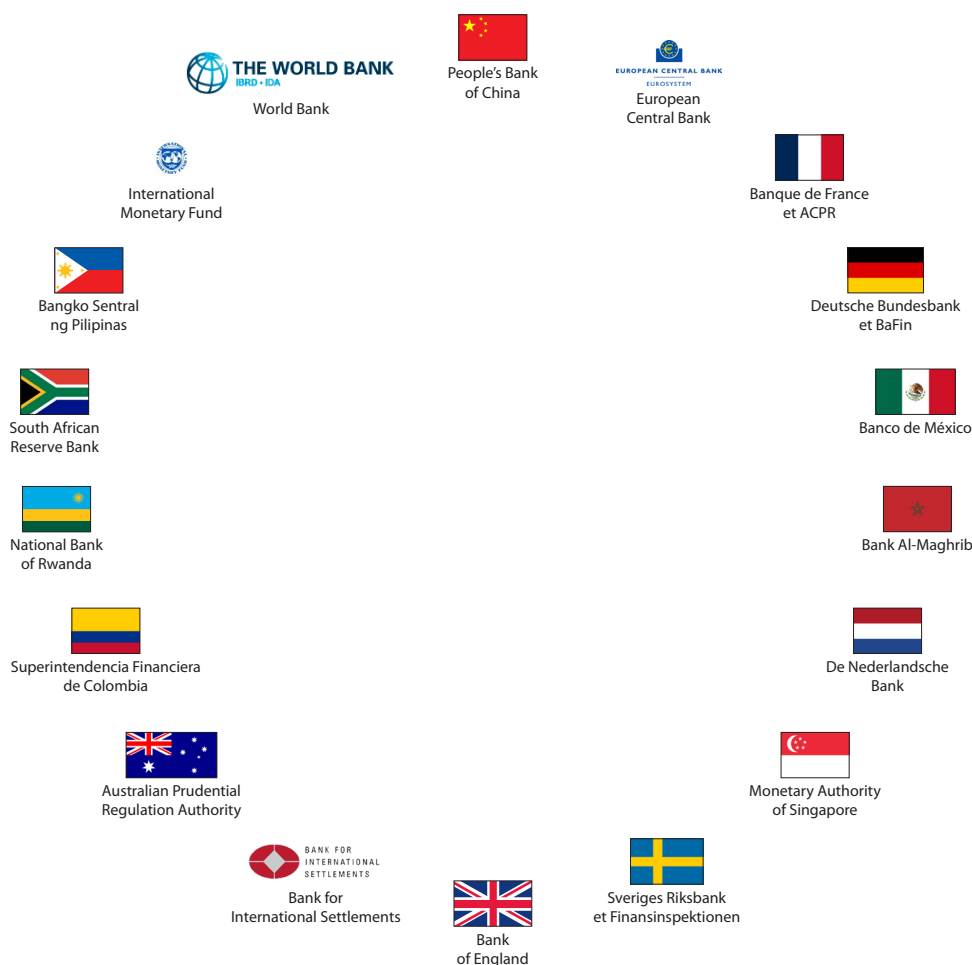 THE WORLD BANK
IBRD • IDA
World Bank
People's Bank
of China
EUROPEAN CENTRAL BANK
EUROSYSTEM
European
Central Bank
INTERNATIONAL
MONETARY FUND
International
Monetary Fund
Banque de France
et ACPR
Bangko Sentral
ng Pilipinas
Deutsche Bundesbank
et BaFin
South African
Reserve Bank
Banco de México
National Bank
of Rwanda
Bank Al-Maghrib
Superintendencia Financiera
de Colombia
De Nederlandsche
Bank
Australian Prudential
Regulation Authority
Monetary Authority
of Singapore
BANK FOR
INTERNATIONAL
SETTLEMENTS
Bank for
International Settlements
Sveriges Riksbank
et Finansinspektionen
Bank
of England